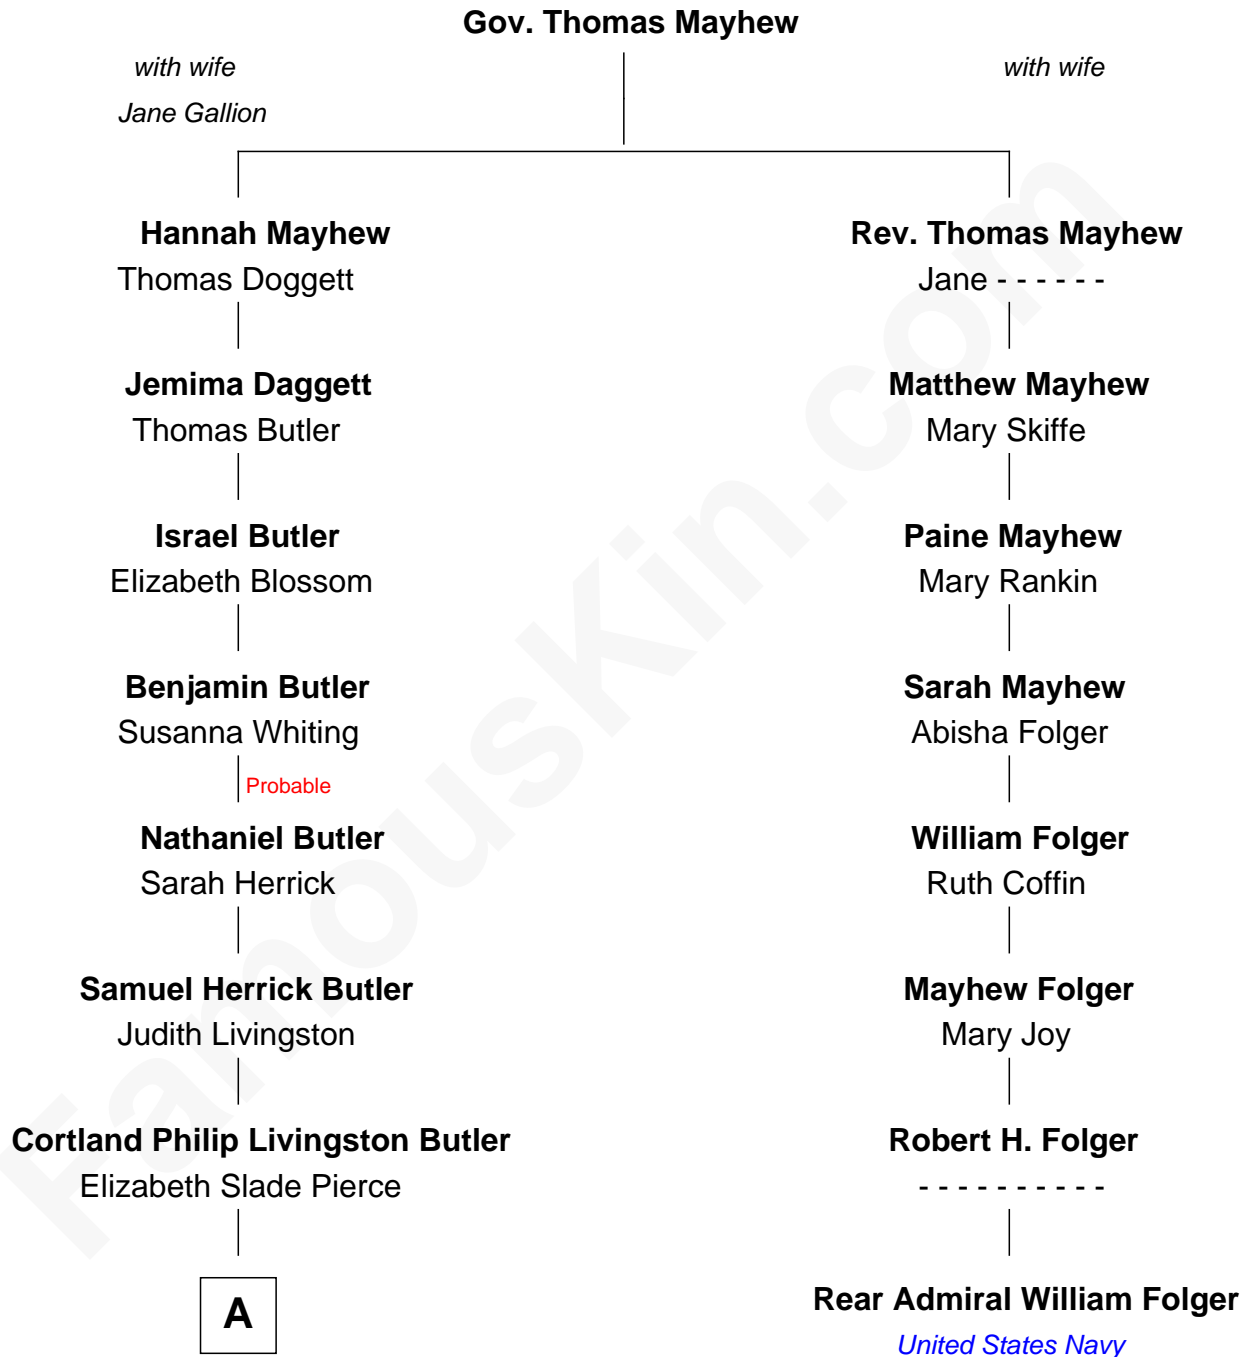 Gov. Thomas Mayhew
with wife
Jane Gallion
with wife
Hannah Mayhew
Thomas Doggett
Rev. Thomas Mayhew
Jane - - - - - -
Jemima Daggett
Thomas Butler
Matthew Mayhew
Mary Skiffe
Israel Butler
Elizabeth Blossom
Paine Mayhew
Mary Rankin
Benjamin Butler
Susanna Whiting
Sarah Mayhew
Abisha Folger
Probable
Nathaniel Butler
Sarah Herrick
William Folger
Ruth Coffin
Samuel Herrick Butler
Judith Livingston
Mayhew Folger
Mary Joy
Cortland Philip Livingston Butler
Elizabeth Slade Pierce
Robert H. Folger
- - - - - - - - - -
A
Rear Admiral William Folger
United States Navy
FamousKin.com